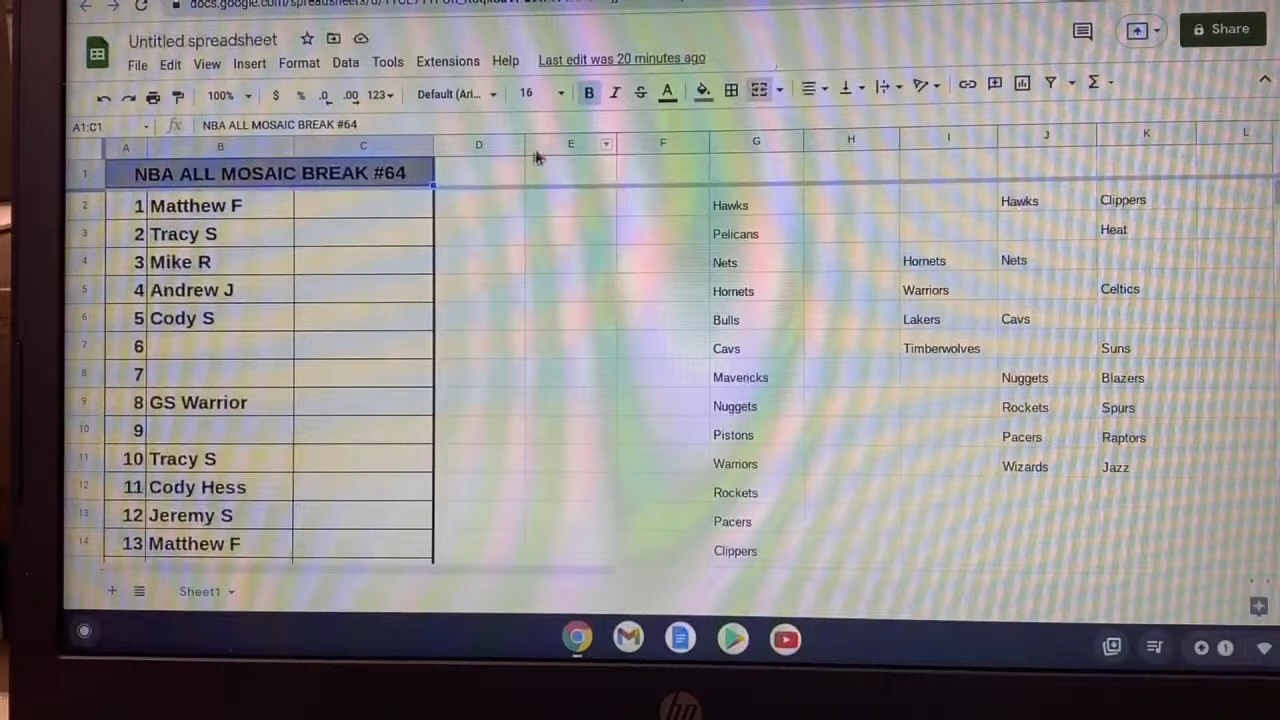 Untitled spreadsheet
Share
File Edit View Insert Format Data Tools Extensions Help Last edit was 20 minutes ago
100% $ % .0 .00 123 Default (Ari... 16 B I S A
A1:C1 fx NBA ALL MOSAIC BREAK #64
A B C D E F G H I J K L
1 NBA ALL MOSAIC BREAK #64
2 1 Matthew F Hawks Hawks Clippers
3 2 Tracy S Pelicans Heat
4 3 Mike R Nets Hornets Nets
5 4 Andrew J Hornets Warriors Celtics
6 5 Cody S Bulls Lakers Cavs
7 6 Cavs Timberwolves Suns
8 7 Mavericks Nuggets Blazers
9 8 GS Warrior Nuggets Rockets Spurs
10 9 Pistons Pacers Raptors
11 10 Tracy S Warriors Wizards Jazz
12 11 Cody Hess Rockets
13 12 Jeremy S Pacers
14 13 Matthew F Clippers
Sheet1
1
hp